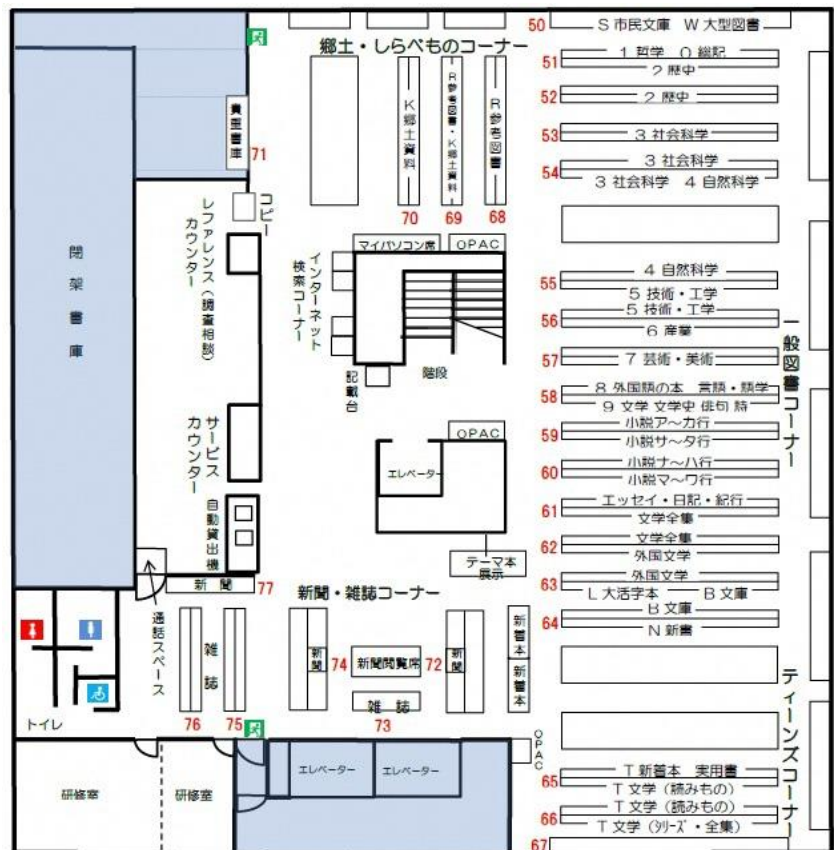 50
S 市民文庫 W 大型図書
郷土・しらべものコーナー
51
1 哲学 0 総記
2 歴史
52
2 歴史
53
3 社会科学
54
3 社会科学
3 社会科学 4 自然科学
貴重書庫
71
K郷土資料
70
R参考図書・K郷土資料
69
R参考図書
68
コピー
レファレンス(調査相談)
カウンター
閉架書庫
マイパソコン席
OPAC
インターネット
検索コーナー
記載台
階段
55
4 自然科学
5 技術・工学
56
5 技術・工学
6 産業
57
7 芸術・美術
一般図書コーナー
58
8 外国語の本 言語・語学
9 文学 文学史 俳句 詩
59
小説ア~カ行
小説サ~タ行
60
小説ナ~ハ行
小説マ~ワ行
61
エッセイ・日記・紀行
文学全集
62
文学全集
外国文学
63
外国文学
L 大活字本 B 文庫
64
B 文庫
N 新書
サービス
カウンター
OPAC
エレベーター
自動貸出機
テーマ本
展示
新聞
77
新聞・雑誌コーナー
通話スペース
雑誌
76
75
新聞
74
新聞閲覧席
72
新聞
雑誌
73
新着本
新着本
トイレ
研修室
研修室
エレベーター
エレベーター
OPAC
ティーンズコーナー
65
T 新着本 実用書
T 文学(読みもの)
66
T 文学(読みもの)
T 文学(シリーズ・全集)
67